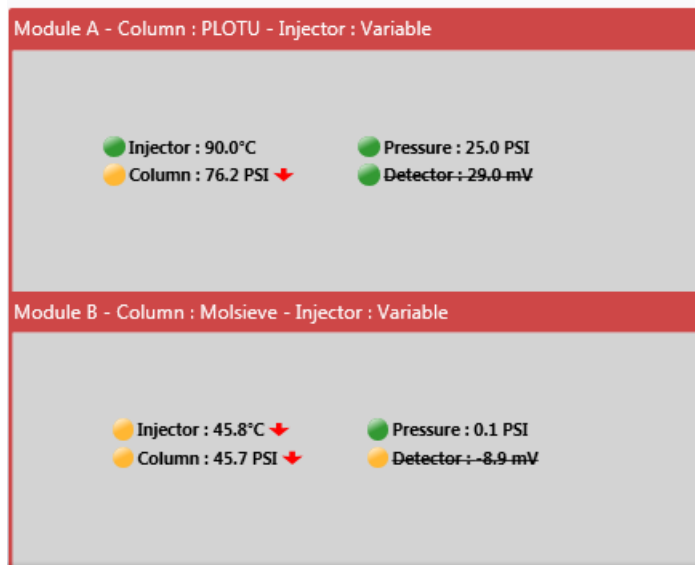 Module A - Column : PLOTU - Injector : Variable
Injector : 90.0°C Pressure : 25.0 PSI
Column : 76.2 PSI Detector : 29.0 mV
Module B - Column : Molsieve - Injector : Variable
Injector : 45.8°C Pressure : 0.1 PSI
Column : 45.7 PSI Detector : -8.9 mV